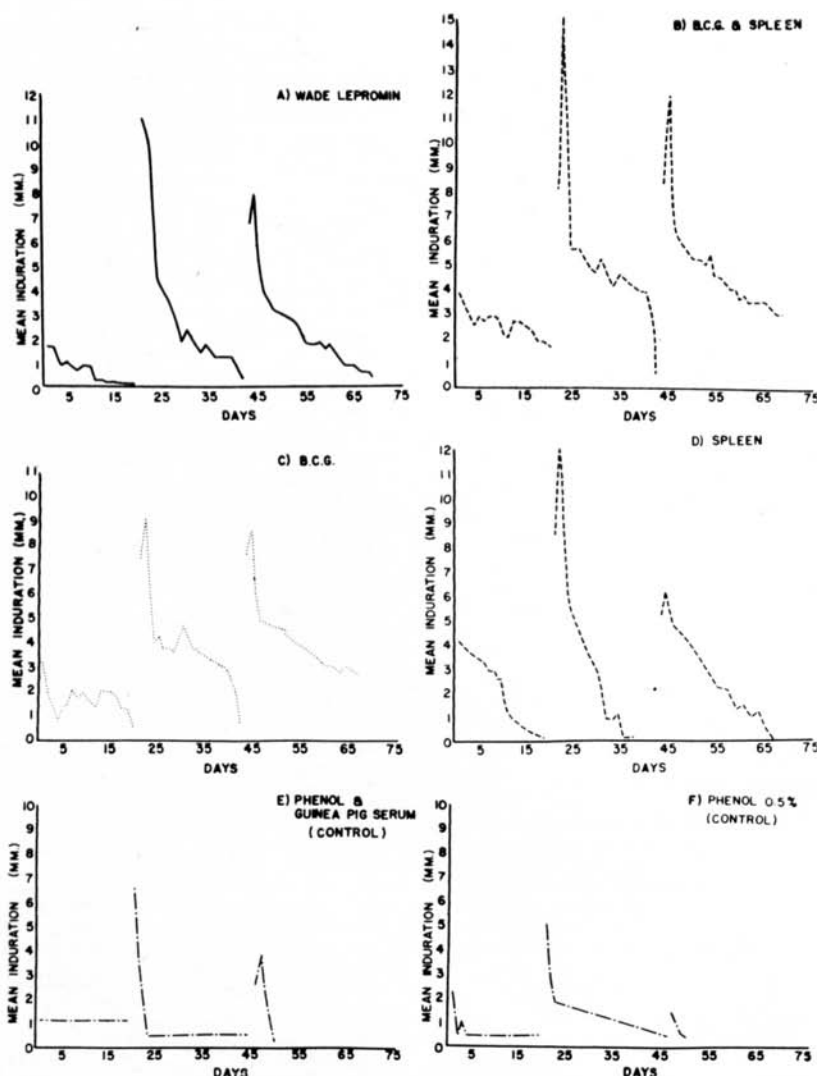 A) WADE LEPROMIN
MEAN INDURATION (MM.)
12
11
10
9
8
7
6
5
4
3
2
1
0
5 15 25 35 45 55 65 75
DAYS
B) B.C.G. & SPLEEN
MEAN INDURATION (MM.)
15
14
13
12
11
10
9
8
7
6
5
4
3
2
1
0
5 15 25 35 45 55 65 75
DAYS
C) B.C.G.
MEAN INDURATION (MM.)
11
10
9
8
7
6
5
4
3
2
1
0
5 15 25 35 45 55 65 75
DAYS
D) SPLEEN
MEAN INDURATION (MM.)
12
11
10
9
8
7
6
5
4
3
2
1
0
5 15 25 35 45 55 65 75
DAYS
E) PHENOL &
GUINEA PIG SERUM
(CONTROL)
MEAN INDURATION (MM.)
10
9
8
7
6
5
4
3
2
1
0
5 15 25 35 45 55 65 75
DAYS
F) PHENOL 0.5%
(CONTROL)
MEAN INDURATION (MM.)
10
9
8
7
6
5
4
3
2
1
0
5 15 25 35 45 55 65 75
DAYS